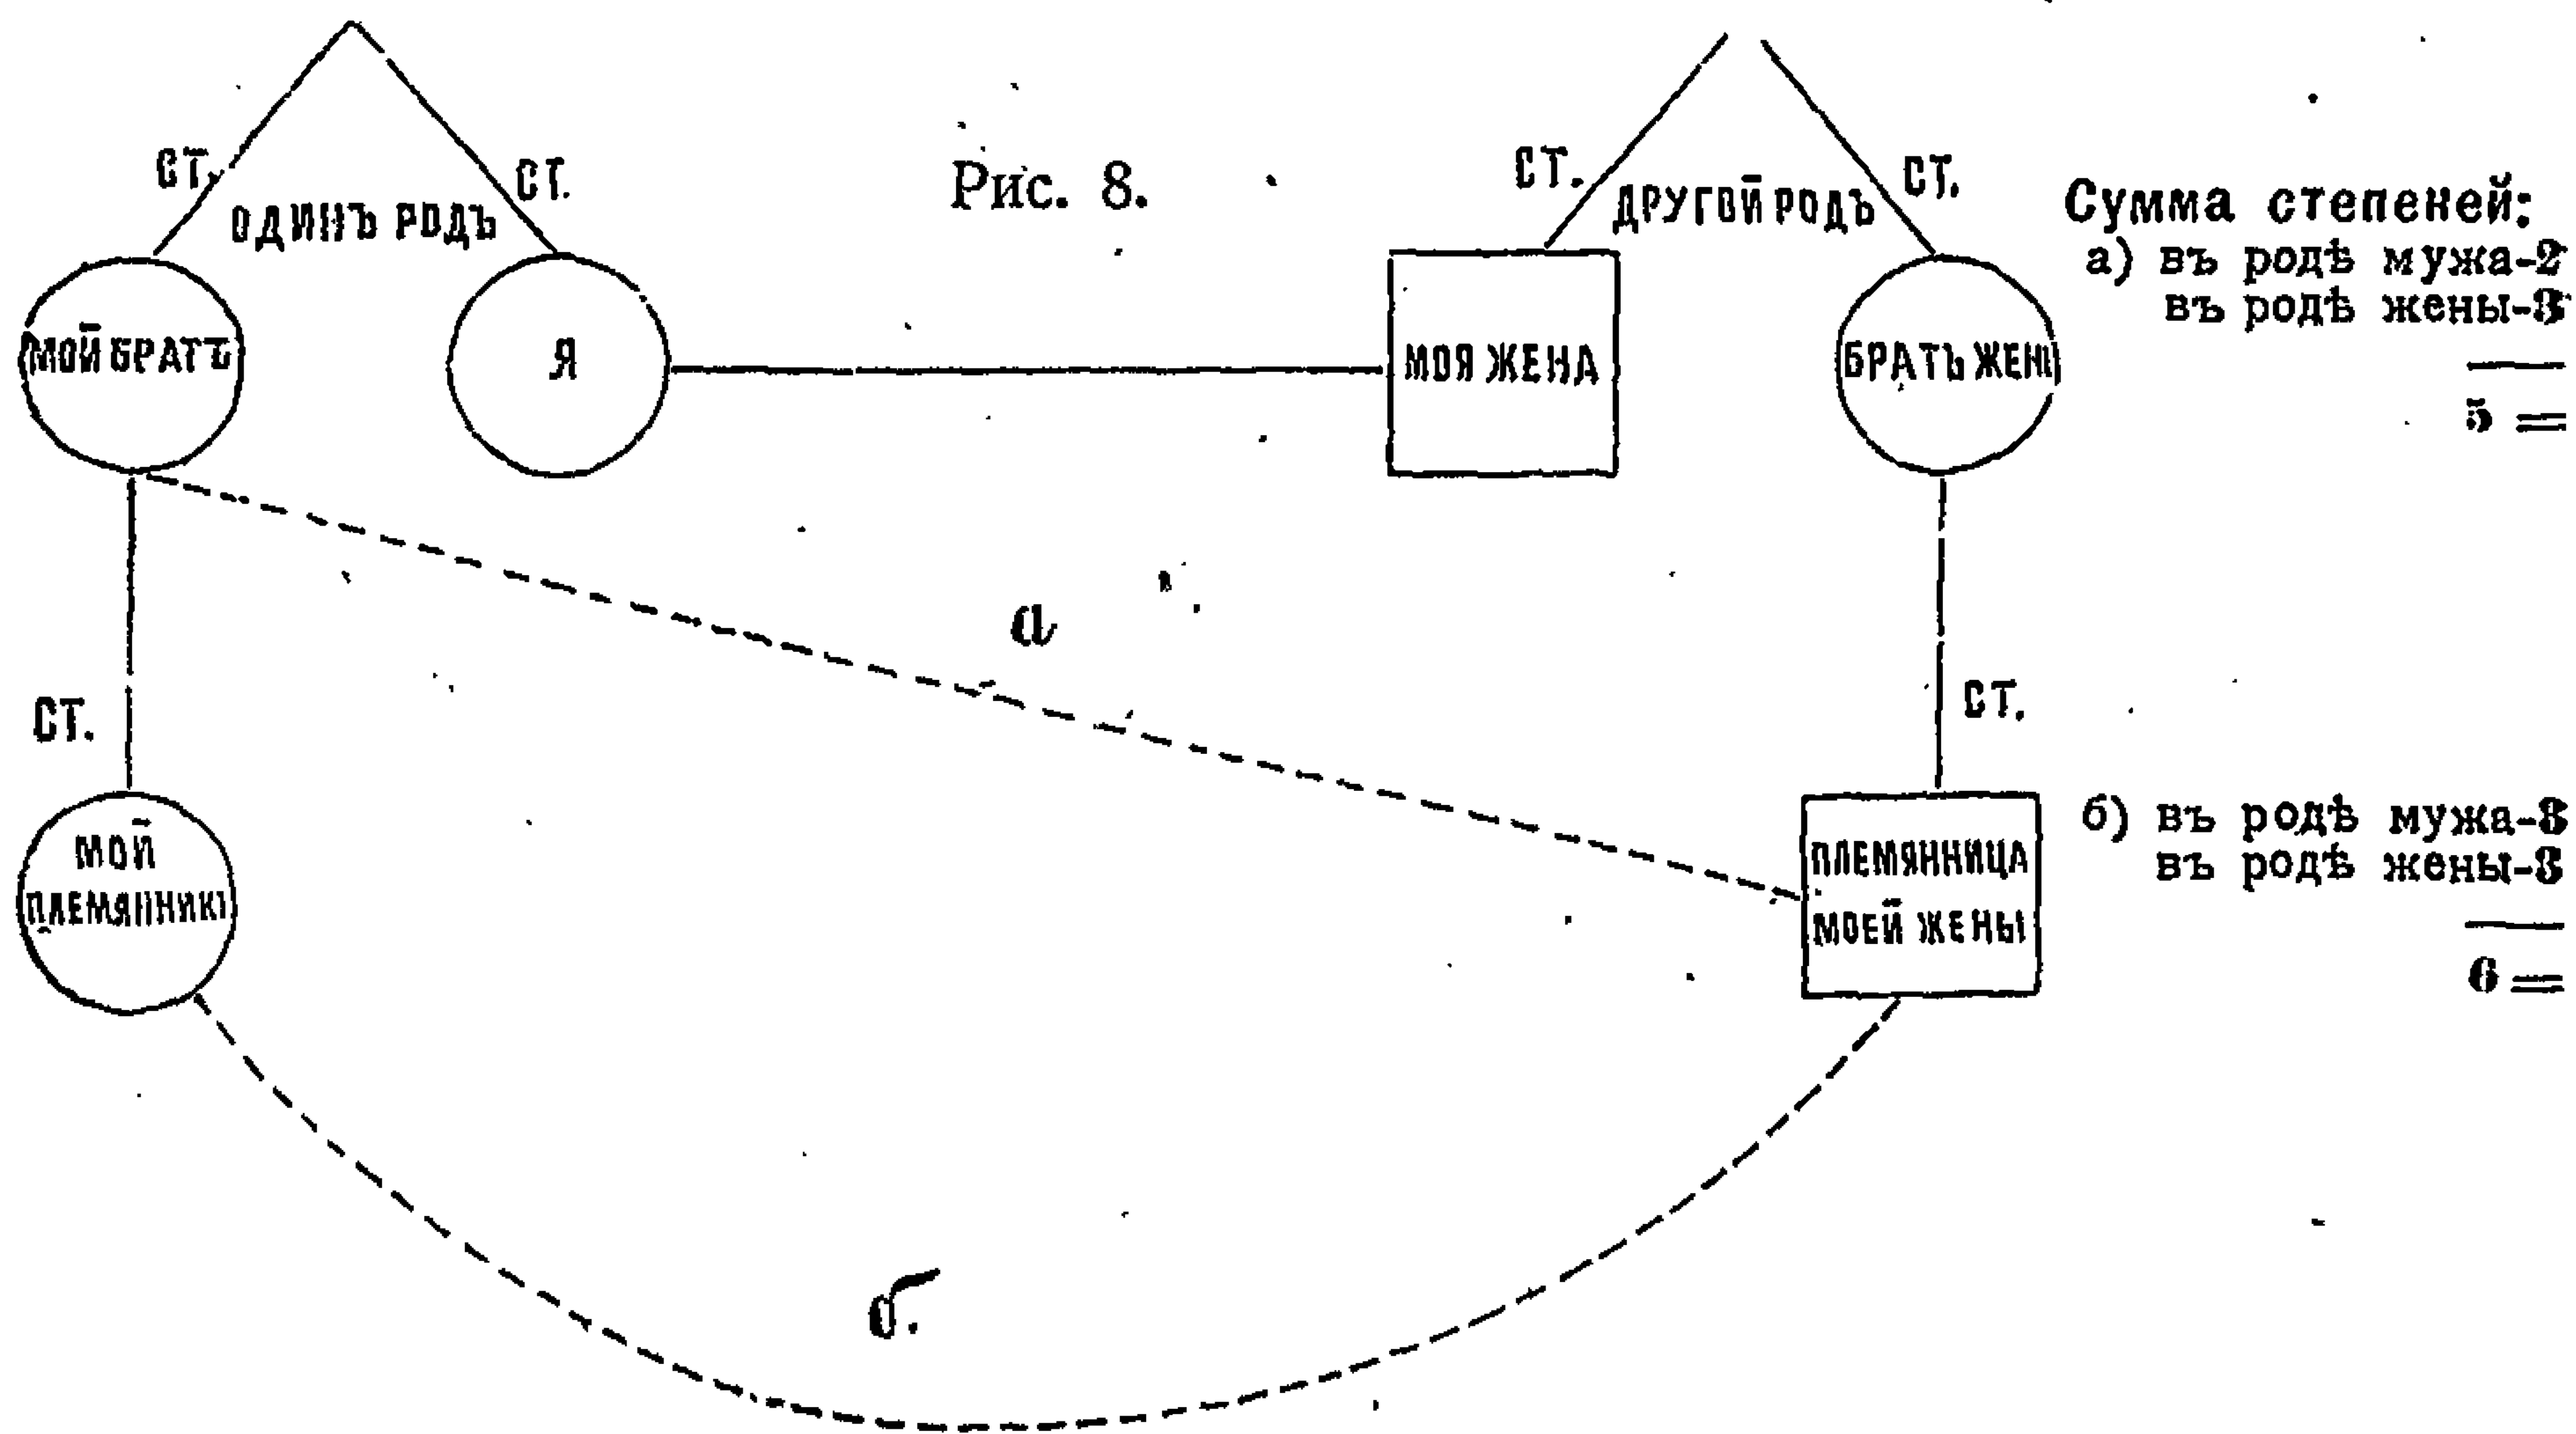 Рис. 8.
ст.
ст.
ОДИНЪ РОДЪ
ст.
ст.
ДРУГОЙ РОДЪ
МОЙ БРАТЪ
Я
МОЯ ЖЕНА
БРАТЪ ЖЕН
Сумма степеней:
а) въ родѣ мужа-2
въ родѣ жены-3
5 =
а
ст.
ст.
МОЙ
ПЛЕМЯННИКЪ
ПЛЕМЯННИЦА
МОЕЙ ЖЕНЫ
б) въ родѣ мужа-3
въ родѣ жены-3
6 =
б.